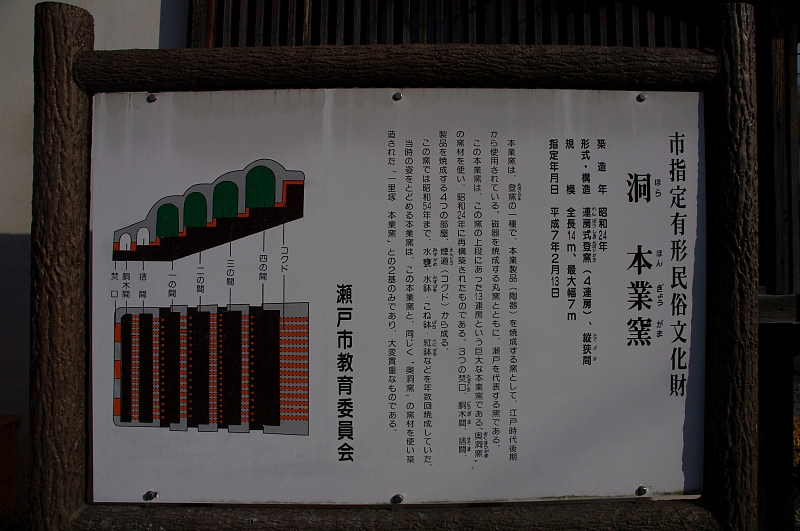 市指定有形民俗文化財
洞 本業窯
ほら ほん ぎょう がま
築造年 昭和24年
形式・構造 連房式登窯（4連房）、縦狭間
規模 全長14m、最大幅7m
指定年月日 平成7年2月13日
本業窯は、登窯の一種で、本業製品（陶器）を焼成する窯として、江戸時代後期
から使用されている。磁器を焼成する丸窯とともに、瀬戸を代表する窯である。
この本業窯は、この窯の上段にあった13連房という巨大な本業窯である「奥洞窯」
の窯材を使い、昭和24年に再構築されたものである。3つの焚口、胴木間、捨間、
製品を焼成する4つの部屋、煙道（コクド）から成る。
この窯では昭和54年まで、水甕、水鉢、こね鉢、紅鉢などを年数回焼成していた。
当時の姿をとどめる本業窯は、この本業窯と、同じく「奥洞窯」の窯材を使い築
造された「一里塚 本業窯」との2基のみであり、大変貴重なものである。
瀬戸市教育委員会
コクド
四の間
三の間
二の間
一の間
捨間
胴木間
焚口